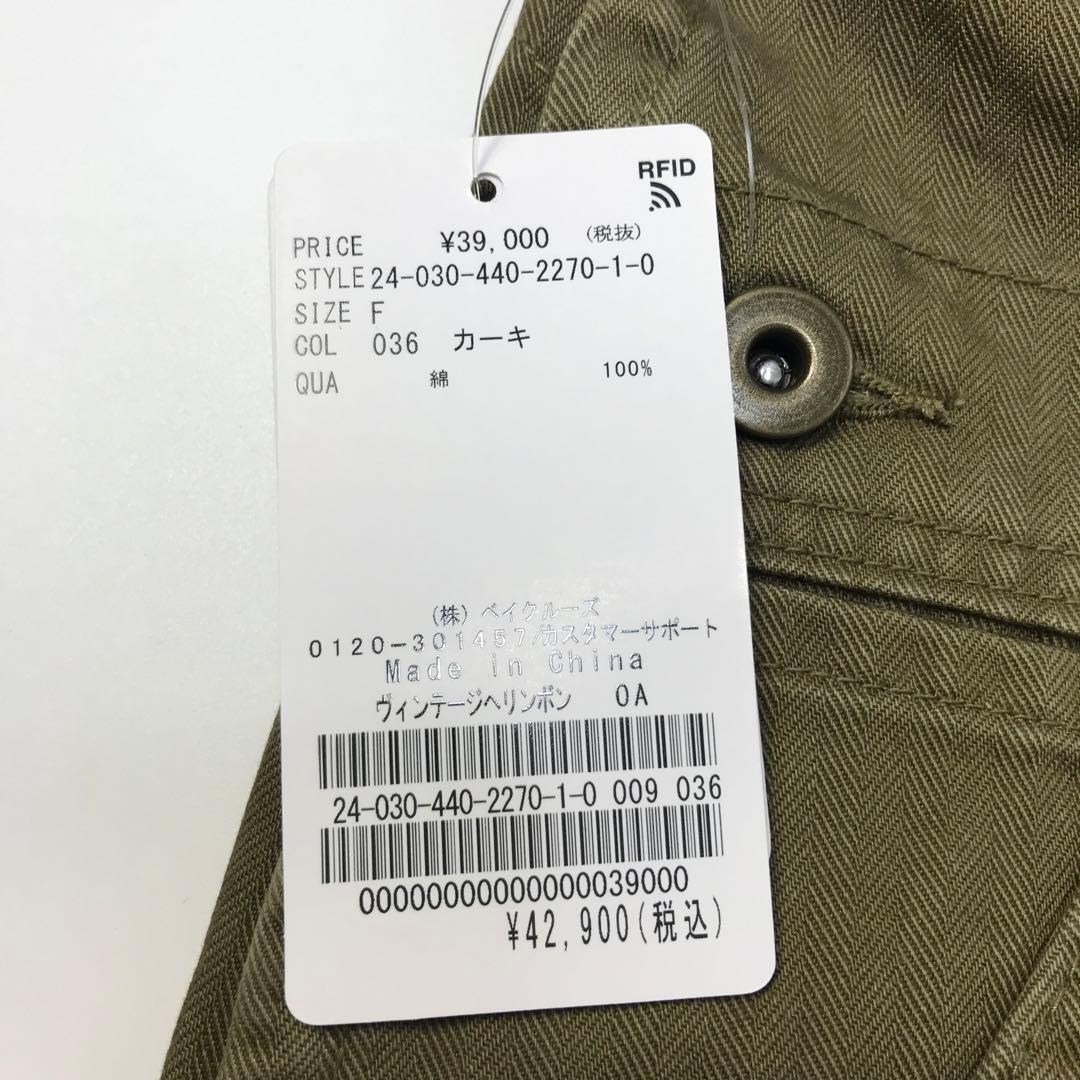 RFID
PRICE ¥39,000 (税抜)
STYLE 24-030-440-2270-1-0
SIZE F
COL 036 カーキ
QUA 綿 100%
(株) ベイクルーズ
0120-301457/カスタマーサポート
Made in China
ヴィンテージヘリンボン 0A
24-030-440-2270-1-0 009 036
00000000000000039000
¥42,900(税込)